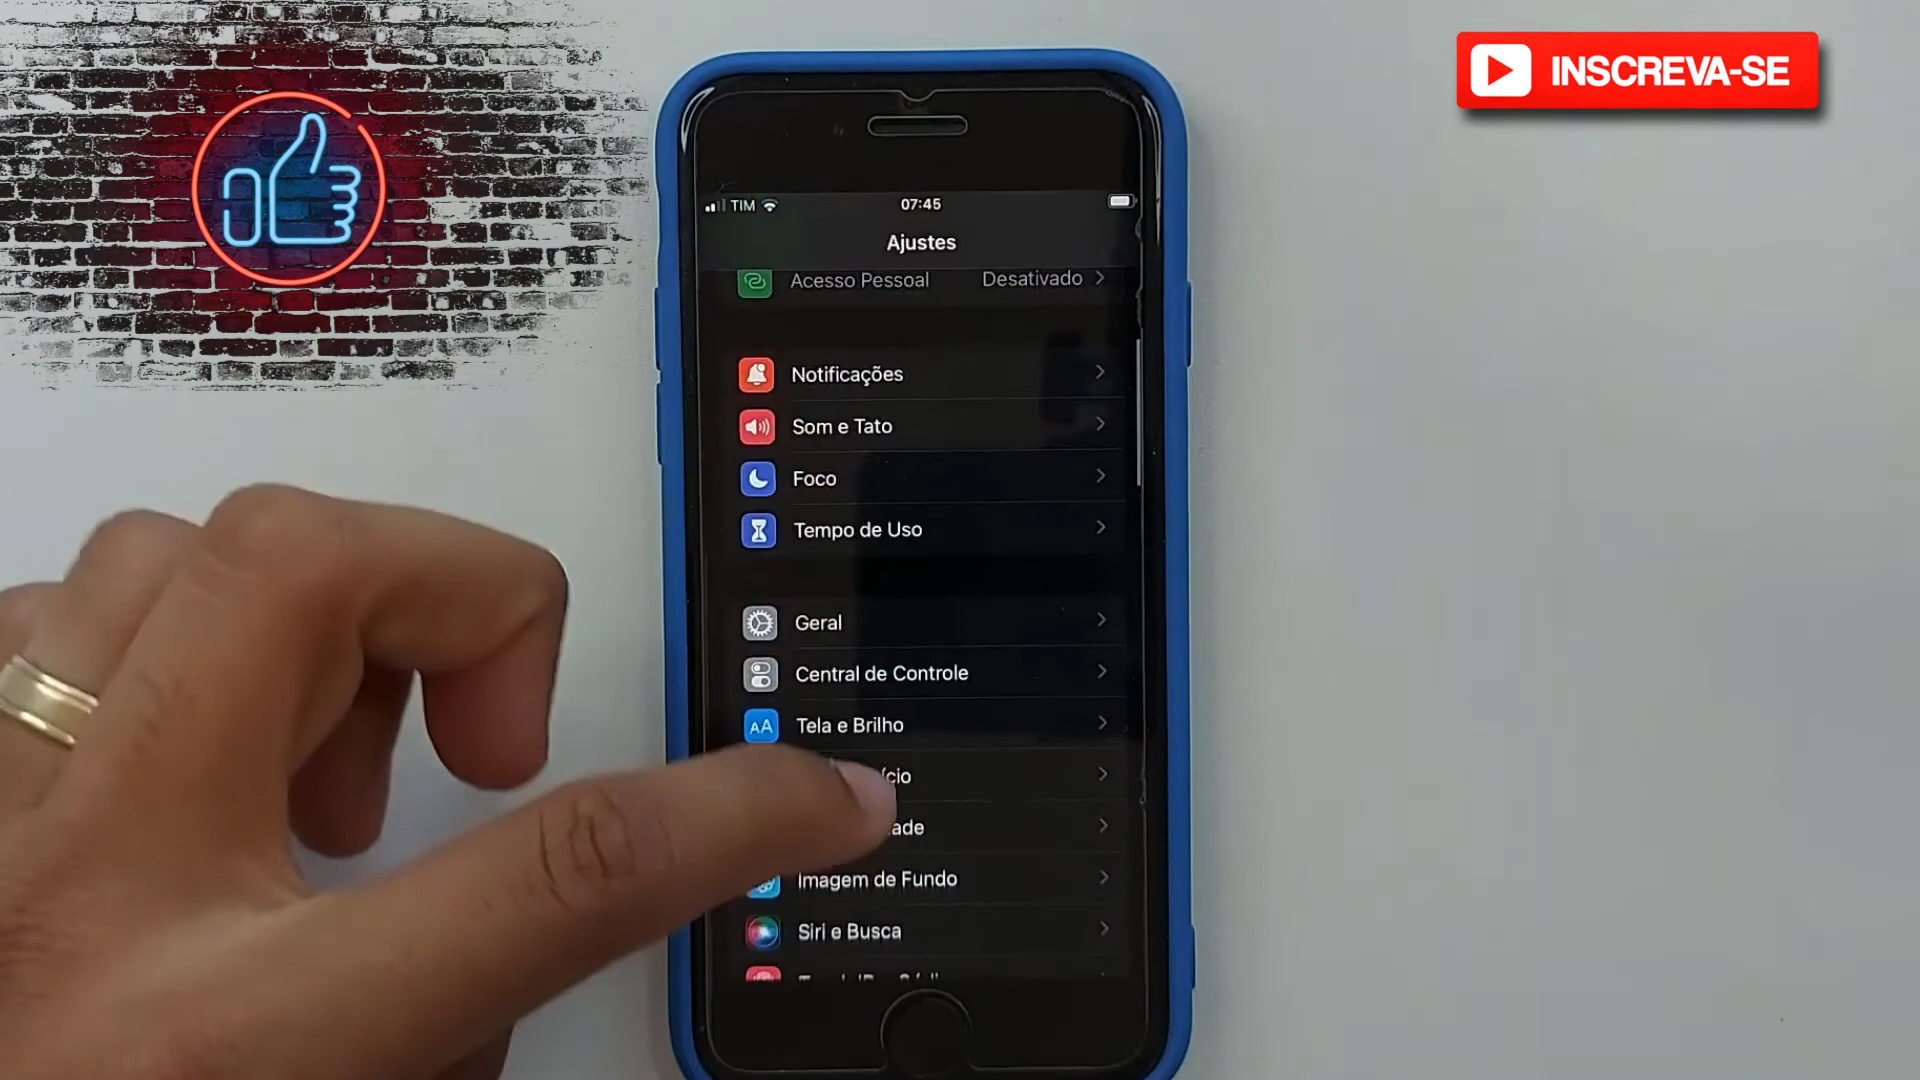 INSCREVA-SE
TIM 07:45
Ajustes
Acesso Pessoal Desativado
Notificações
Som e Tato
Foco
Tempo de Uso
Geral
Central de Controle
AA Tela e Brilho
ício
ade
Imagem de Fundo
Siri e Busca